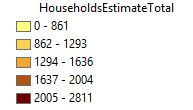 HouseholdsEstimateTotal
0 - 861
862 - 1293
1294 - 1636
1637 - 2004
2005 - 2811